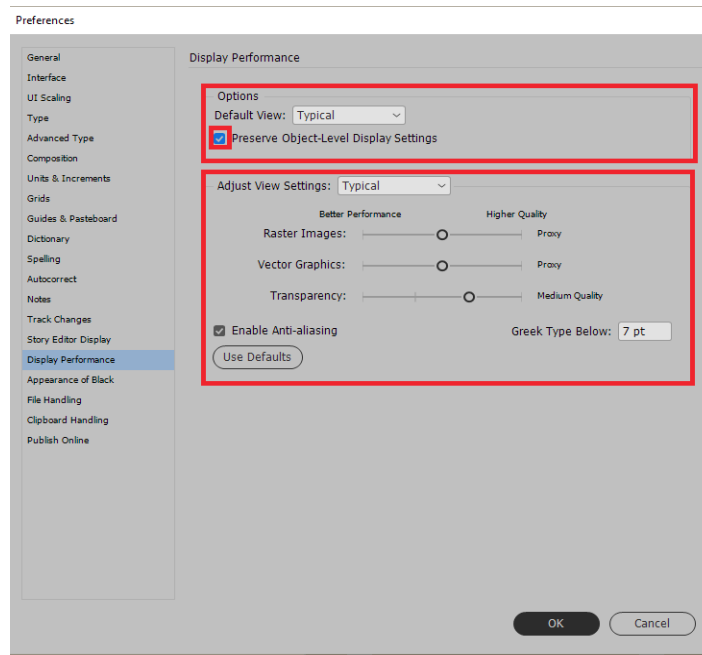 Preferences
General
Interface
UI Scaling
Type
Advanced Type
Composition
Units & Increments
Grids
Guides & Pasteboard
Dictionary
Spelling
Autocorrect
Notes
Track Changes
Story Editor Display
Display Performance
Appearance of Black
File Handling
Clipboard Handling
Publish Online
Display Performance
Options
Default View: Typical
Preserve Object-Level Display Settings
Adjust View Settings: Typical
Better Performance Higher Quality
Raster Images: Proxy
Vector Graphics: Proxy
Transparency: Medium Quality
Enable Anti-aliasing Greek Type Below: 7 pt
Use Defaults
OK Cancel